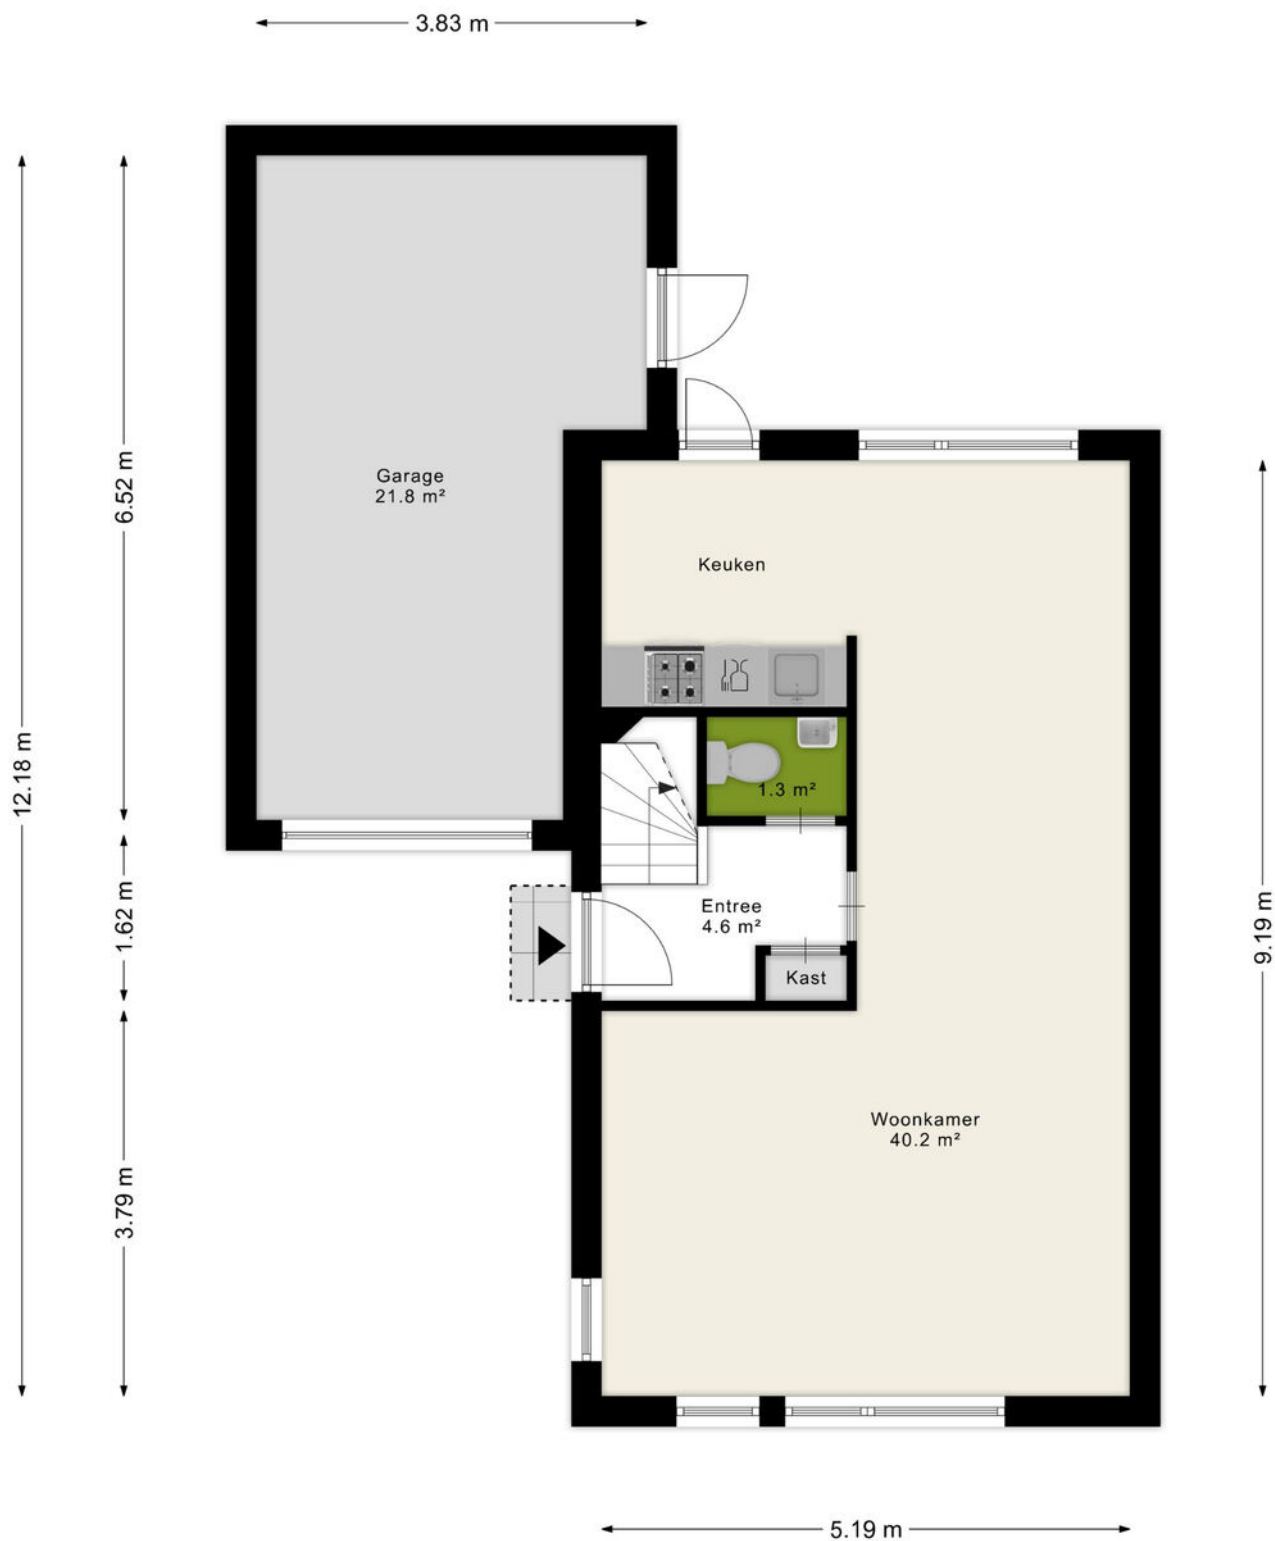 3.83 m
12.18 m
6.52 m
1.62 m
3.79 m
Garage
21.8 m²
Keuken
1.3 m²
Entree
4.6 m²
Kast
Woonkamer
40.2 m²
9.19 m
5.19 m